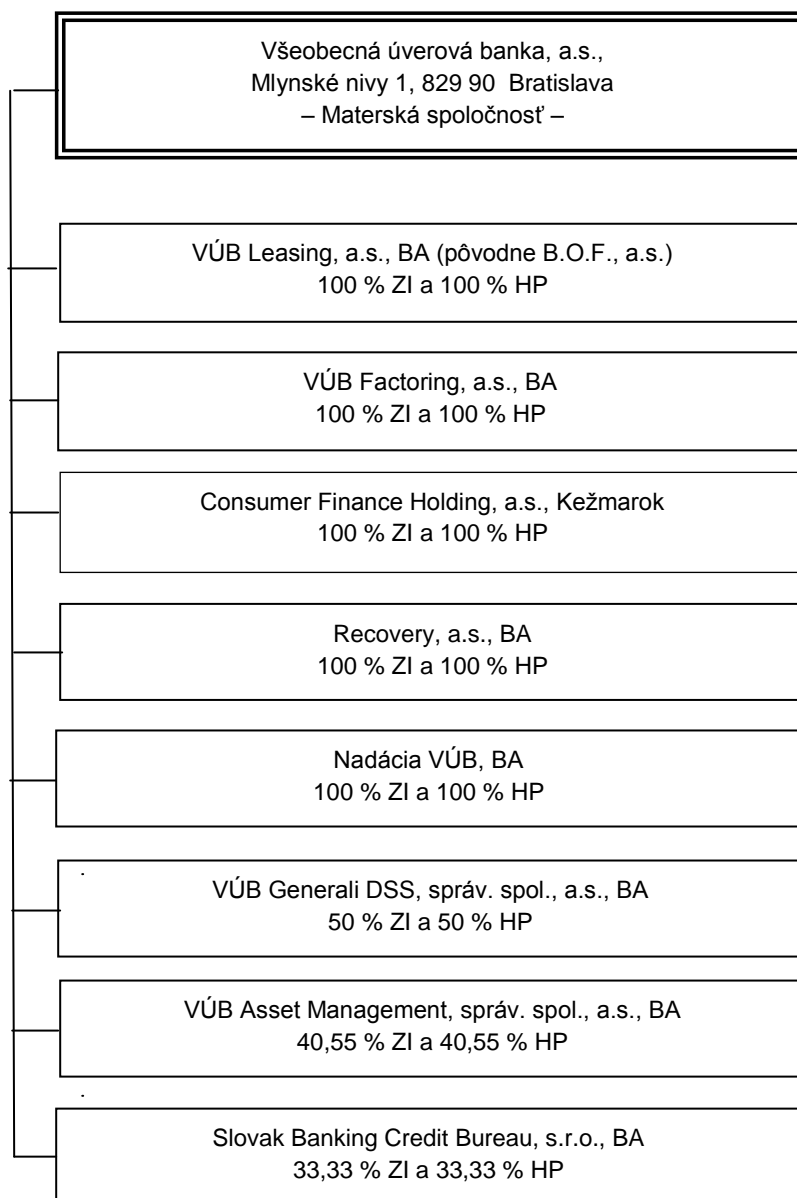 Všeobecná úverová banka, a.s.,
Mlynské nivy 1, 829 90 Bratislava
– Materská spoločnosť –
VÚB Leasing, a.s., BA (pôvodne B.O.F., a.s.)
100 % ZI a 100 % HP
VÚB Factoring, a.s., BA
100 % ZI a 100 % HP
Consumer Finance Holding, a.s., Kežmarok
100 % ZI a 100 % HP
Recovery, a.s., BA
100 % ZI a 100 % HP
Nadácia VÚB, BA
100 % ZI a 100 % HP
VÚB Generali DSS, správ. spol., a.s., BA
50 % ZI a 50 % HP
VÚB Asset Management, správ. spol., a.s., BA
40,55 % ZI a 40,55 % HP
Slovak Banking Credit Bureau, s.r.o., BA
33,33 % ZI a 33,33 % HP